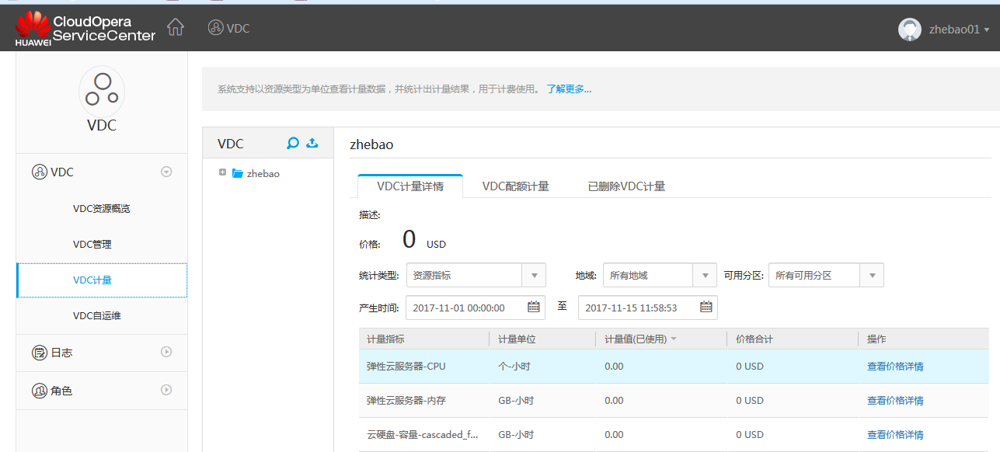 CloudOpera
ServiceCenter
HUAWEI
VDC
zhebao01
VDC
VDC
VDC资源概览
VDC管理
VDC计量
VDC自运维
日志
角色
系统支持以资源类型为单位查看计量数据，并统计出计量结果，用于计费使用。 了解更多...
VDC
zhebao
zhebao
VDC计量详情 VDC配额计量 已删除VDC计量
描述:
价格: 0 USD
统计类型: 资源指标 地域: 所有地域 可用分区: 所有可用分区
产生时间: 2017-11-01 00:00:00 至 2017-11-15 11:58:53
计量指标 计量单位 计量值(已使用) 价格合计 操作
弹性云服务器-CPU 个-小时 0.00 0 USD 查看价格详情
弹性云服务器-内存 GB-小时 0.00 0 USD 查看价格详情
云硬盘-容量-cascaded_f... GB-小时 0.00 0 USD 查看价格详情